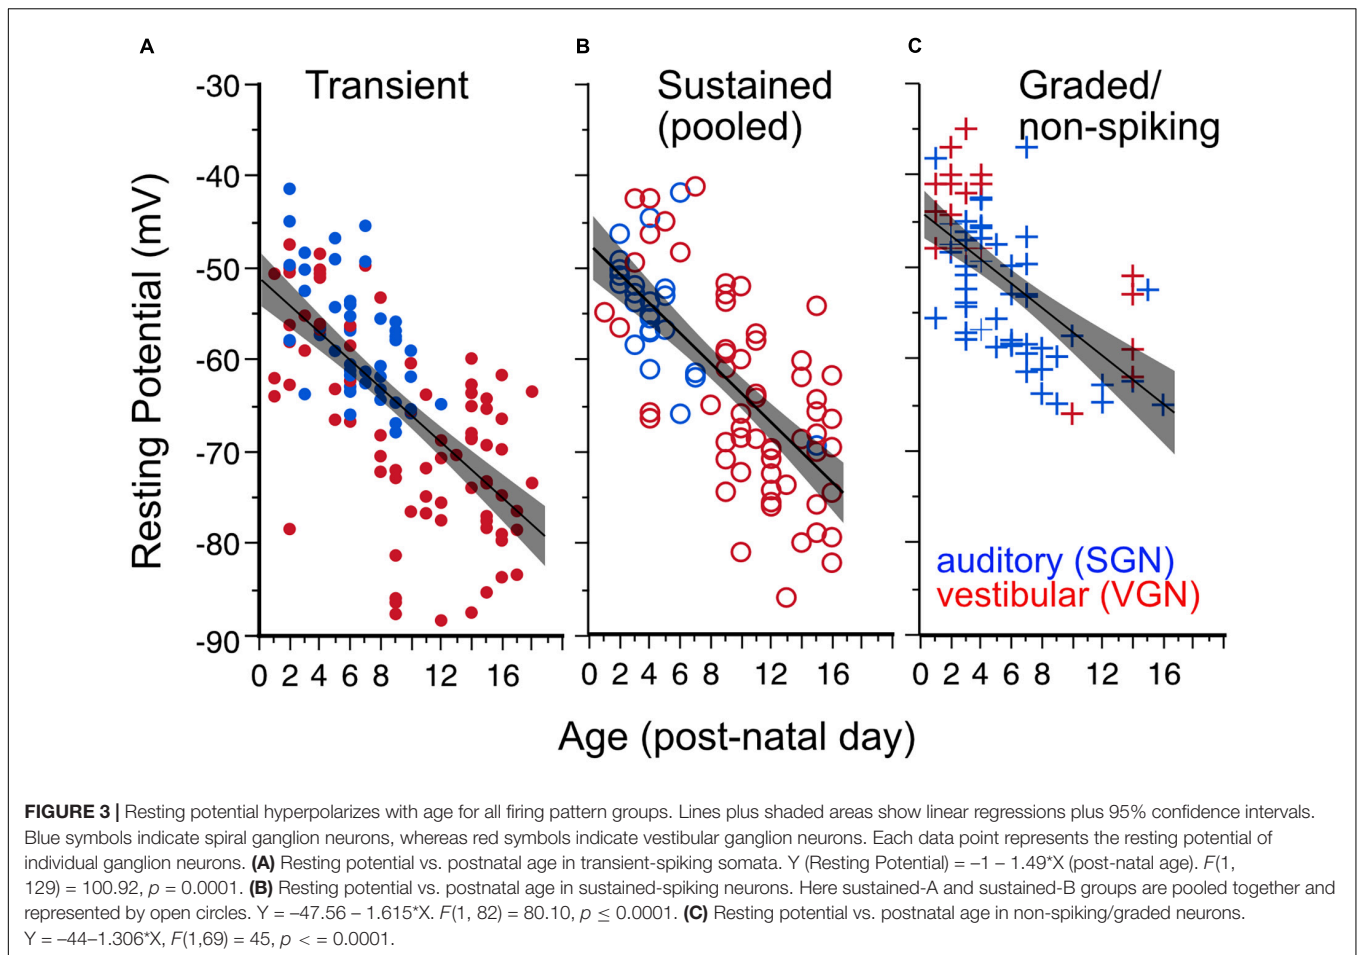 A
B
C
Transient
Sustained
(pooled)
Graded/
non-spiking
Resting Potential (mV)
-30
-40
-50
-60
-70
-80
-90
auditory (SGN)
vestibular (VGN)
0 2 4 6 8 12 16
0 2 4 6 8 12 16
0 2 4 6 8 12 16
Age (post-natal day)
FIGURE 3 | Resting potential hyperpolarizes with age for all firing pattern groups. Lines plus shaded areas show linear regressions plus 95% confidence intervals.
Blue symbols indicate spiral ganglion neurons, whereas red symbols indicate vestibular ganglion neurons. Each data point represents the resting potential of
individual ganglion neurons. (A) Resting potential vs. postnatal age in transient-spiking somata. Y (Resting Potential) = –1 – 1.49*X (post-natal age). F(1,
129) = 100.92, p = 0.0001. (B) Resting potential vs. postnatal age in sustained-spiking neurons. Here sustained-A and sustained-B groups are pooled together and
represented by open circles. Y = –47.56 – 1.615*X. F(1, 82) = 80.10, p ≤ 0.0001. (C) Resting potential vs. postnatal age in non-spiking/graded neurons.
Y = –44–1.306*X, F(1,69) = 45, p < = 0.0001.